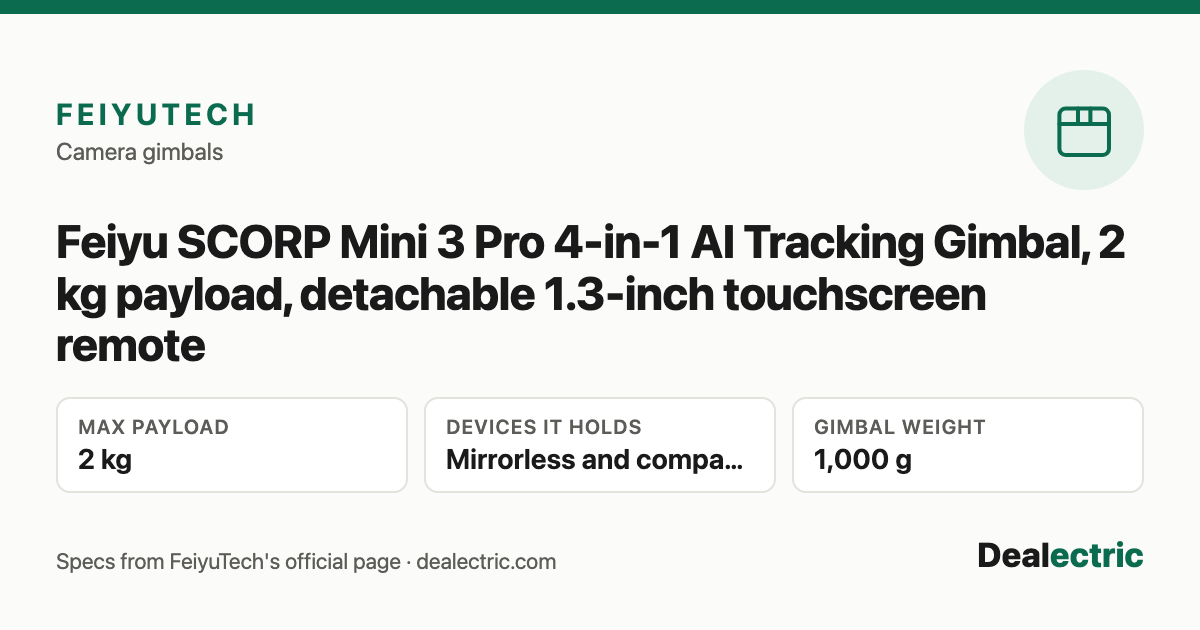 FEIYUTECH
Camera gimbals
Feiyu SCORP Mini 3 Pro 4-in-1 AI Tracking Gimbal, 2
kg payload, detachable 1.3-inch touchscreen
remote
MAX PAYLOAD
2 kg
DEVICES IT HOLDS
Mirrorless and compa...
GIMBAL WEIGHT
1,000 g
Specs from FeiyuTech's official page · dealectric.com
Dealectric